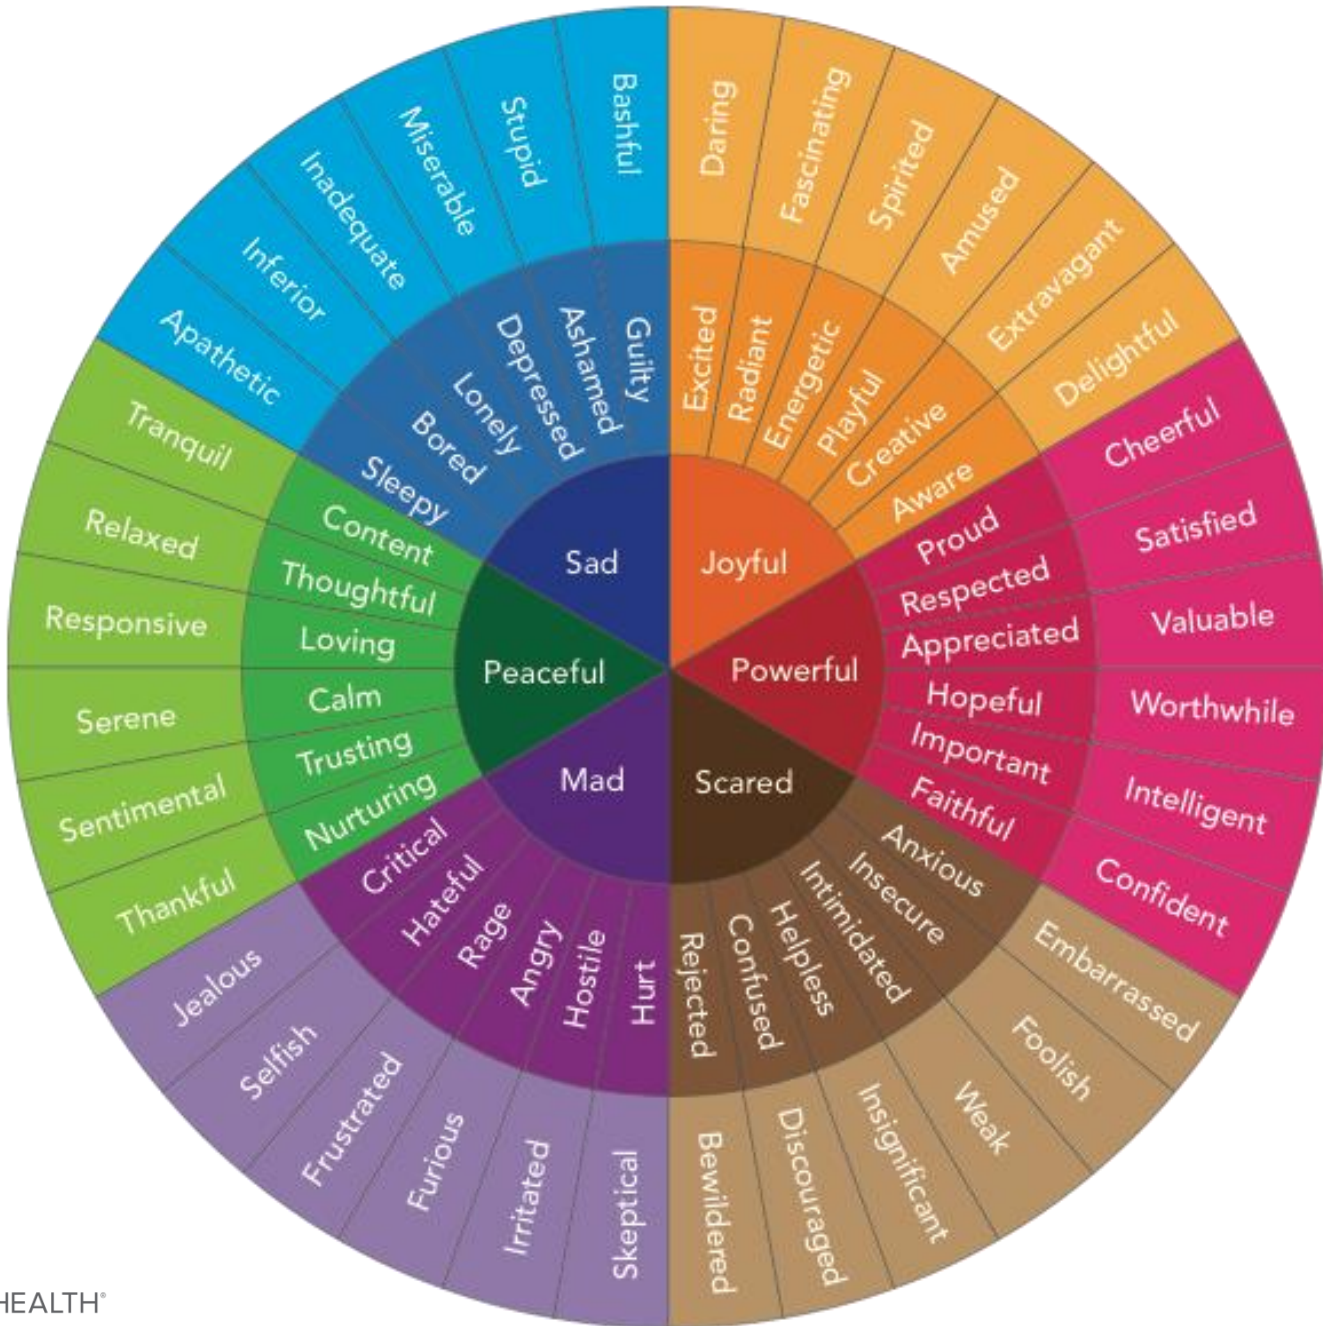 Bashful
Stupid
Miserable
Inadequate
Inferior
Apathetic
Guilty
Ashamed
Depressed
Lonely
Bored
Sleepy
Sad
Daring
Fascinating
Spirited
Amused
Extravagant
Delightful
Excited
Radiant
Energetic
Playful
Creative
Aware
Joyful
Cheerful
Satisfied
Valuable
Worthwhile
Intelligent
Confident
Proud
Respected
Appreciated
Hopeful
Important
Faithful
Powerful
Embarrassed
Foolish
Weak
Insignificant
Discouraged
Bewildered
Anxious
Insecure
Intimidated
Helpless
Confused
Rejected
Scared
Skeptical
Irritated
Furious
Frustrated
Selfish
Jealous
Hurt
Hostile
Angry
Rage
Hateful
Critical
Mad
Thankful
Sentimental
Serene
Responsive
Relaxed
Tranquil
Nurturing
Trusting
Calm
Loving
Thoughtful
Content
Peaceful
HEALTH®